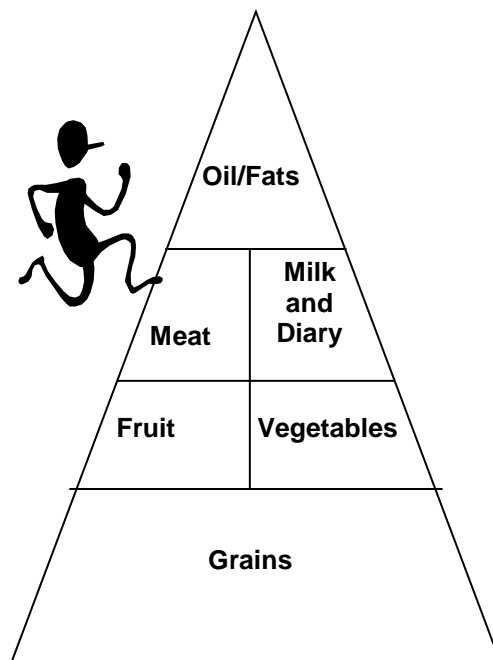 Oil/Fats
Milk
and
Diary
Meat
Fruit
Vegetables
Grains